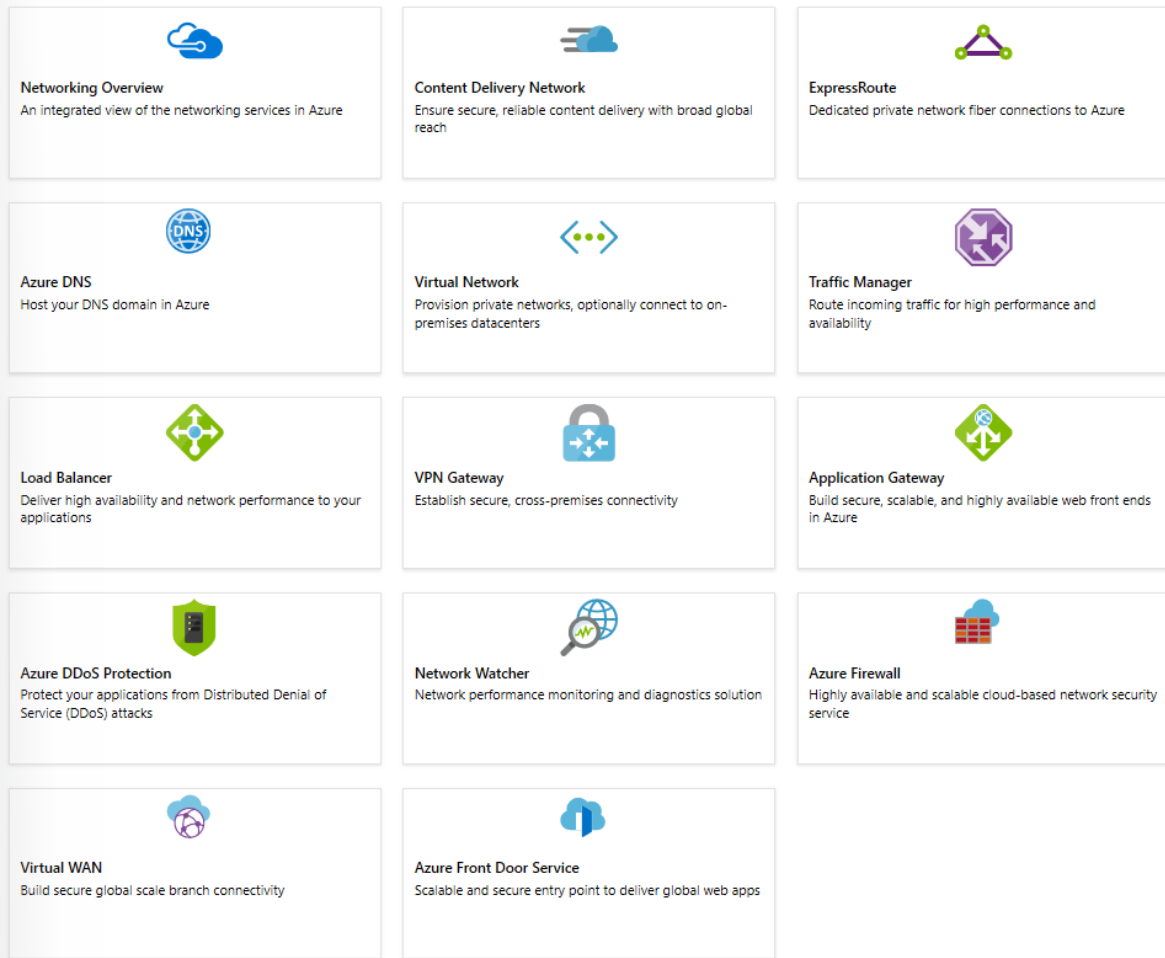 Networking Overview
An integrated view of the networking services in Azure
Content Delivery Network
Ensure secure, reliable content delivery with broad global
reach
ExpressRoute
Dedicated private network fiber connections to Azure
DNS
Azure DNS
Host your DNS domain in Azure
Virtual Network
Provision private networks, optionally connect to on-
premises datacenters
Traffic Manager
Route incoming traffic for high performance and
availability
Load Balancer
Deliver high availability and network performance to your
applications
VPN Gateway
Establish secure, cross-premises connectivity
Application Gateway
Build secure, scalable, and highly available web front ends
in Azure
Azure DDoS Protection
Protect your applications from Distributed Denial of
Service (DDoS) attacks
Network Watcher
Network performance monitoring and diagnostics solution
Azure Firewall
Highly available and scalable cloud-based network security
service
Virtual WAN
Build secure global scale branch connectivity
Azure Front Door Service
Scalable and secure entry point to deliver global web apps